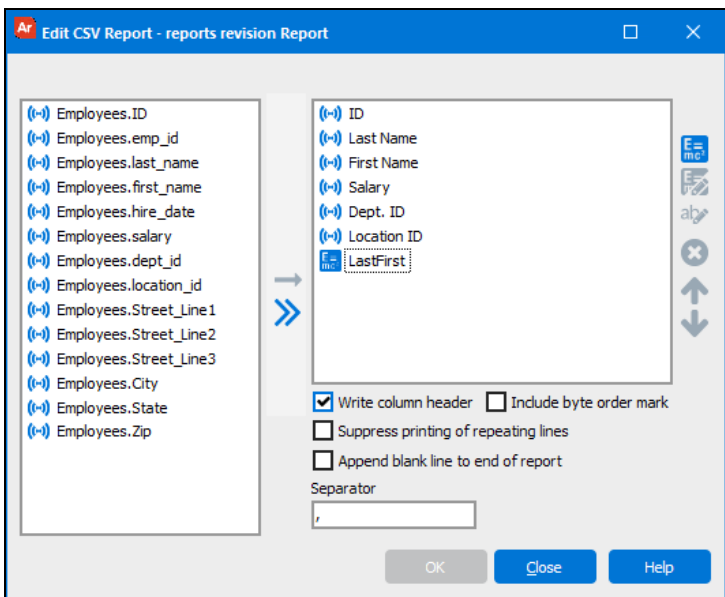 Ar Edit CSV Report - reports revision Report
Employees.ID
Employees.emp_id
Employees.last_name
Employees.first_name
Employees.hire_date
Employees.salary
Employees.dept_id
Employees.location_id
Employees.Street_Line1
Employees.Street_Line2
Employees.Street_Line3
Employees.City
Employees.State
Employees.Zip
ID
Last Name
First Name
Salary
Dept. ID
Location ID
E= mc² LastFirst
E= mc²
ab
Write column header Include byte order mark
Suppress printing of repeating lines
Append blank line to end of report
Separator
,
OK Close Help